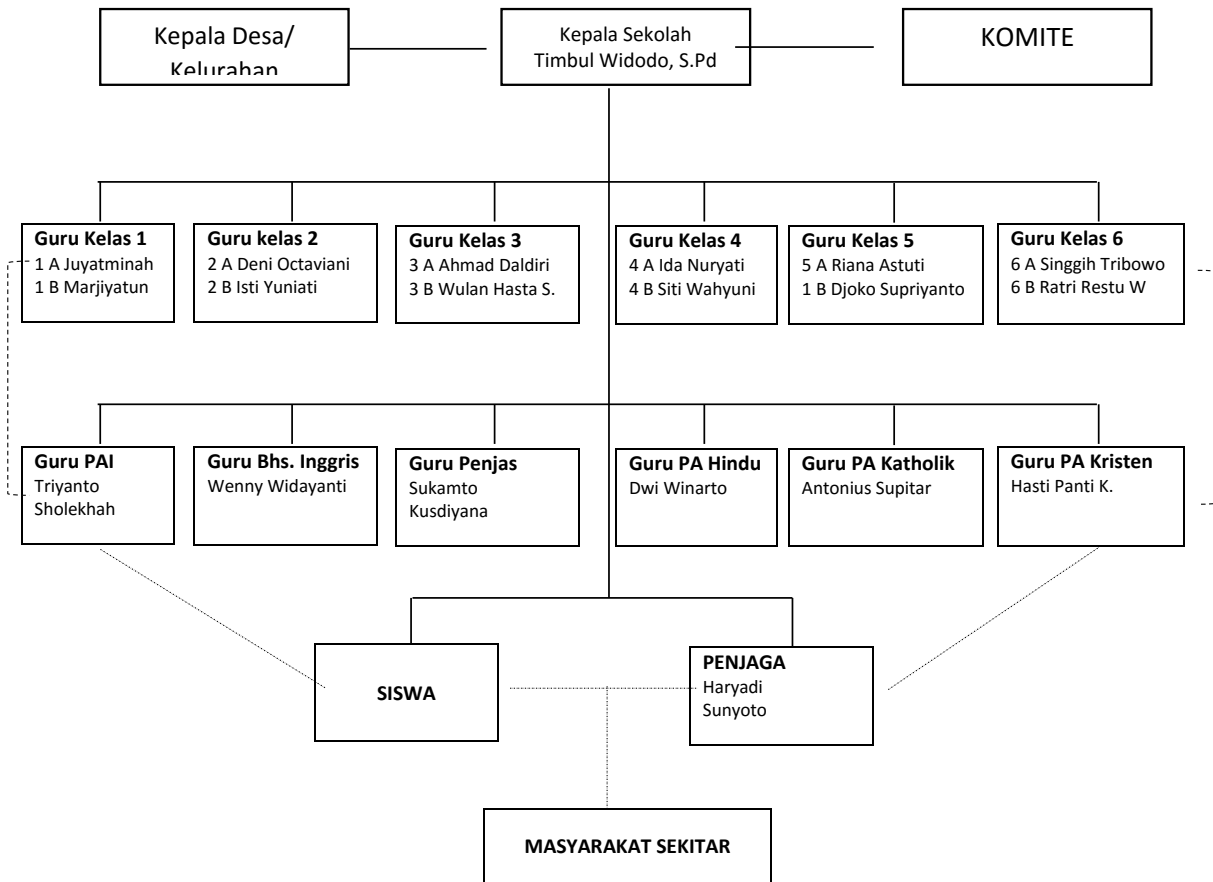 Kepala Desa/
Kelurahan
Kepala Sekolah
Timbul Widodo, S.Pd
KOMITE
Guru Kelas 1
1 A Juyatminah
1 B Marjiyatun
Guru kelas 2
2 A Deni Octaviani
2 B Isti Yuniati
Guru Kelas 3
3 A Ahmad Daldiri
3 B Wulan Hasta S.
Guru Kelas 4
4 A Ida Nuryati
4 B Siti Wahyuni
Guru Kelas 5
5 A Riana Astuti
1 B Djoko Supriyanto
Guru Kelas 6
6 A Singgih Tribowo
6 B Ratri Restu W
Guru PAI
Triyanto
Sholekhah
Guru Bhs. Inggris
Wenny Widayanti
Guru Penjas
Sukamto
Kusdiyana
Guru PA Hindu
Dwi Winarto
Guru PA Katholik
Antonius Supitar
Guru PA Kristen
Hasti Panti K.
SISWA
PENJAGA
Haryadi
Sunyoto
MASYARAKAT SEKITAR